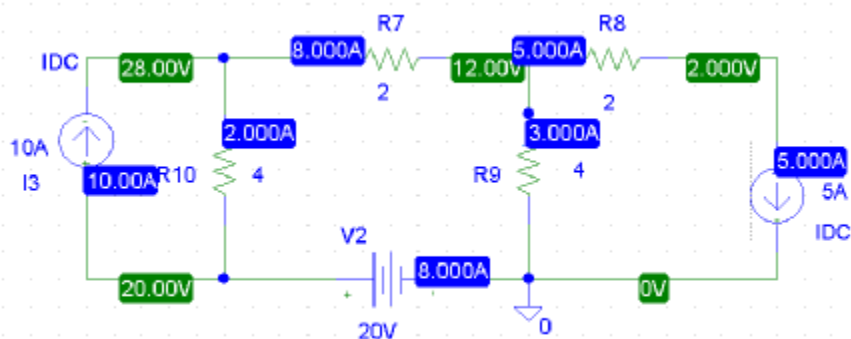 R7
R8
IDC
28.00V
8.000A
12.00V
5.000A
2.000V
2
2
10A
I3
10.00A
R10
2.000A
4
3.000A
R9
4
5.000A
5A
IDC
V2
20.00V
+
8.000A
-
20V
0V
0